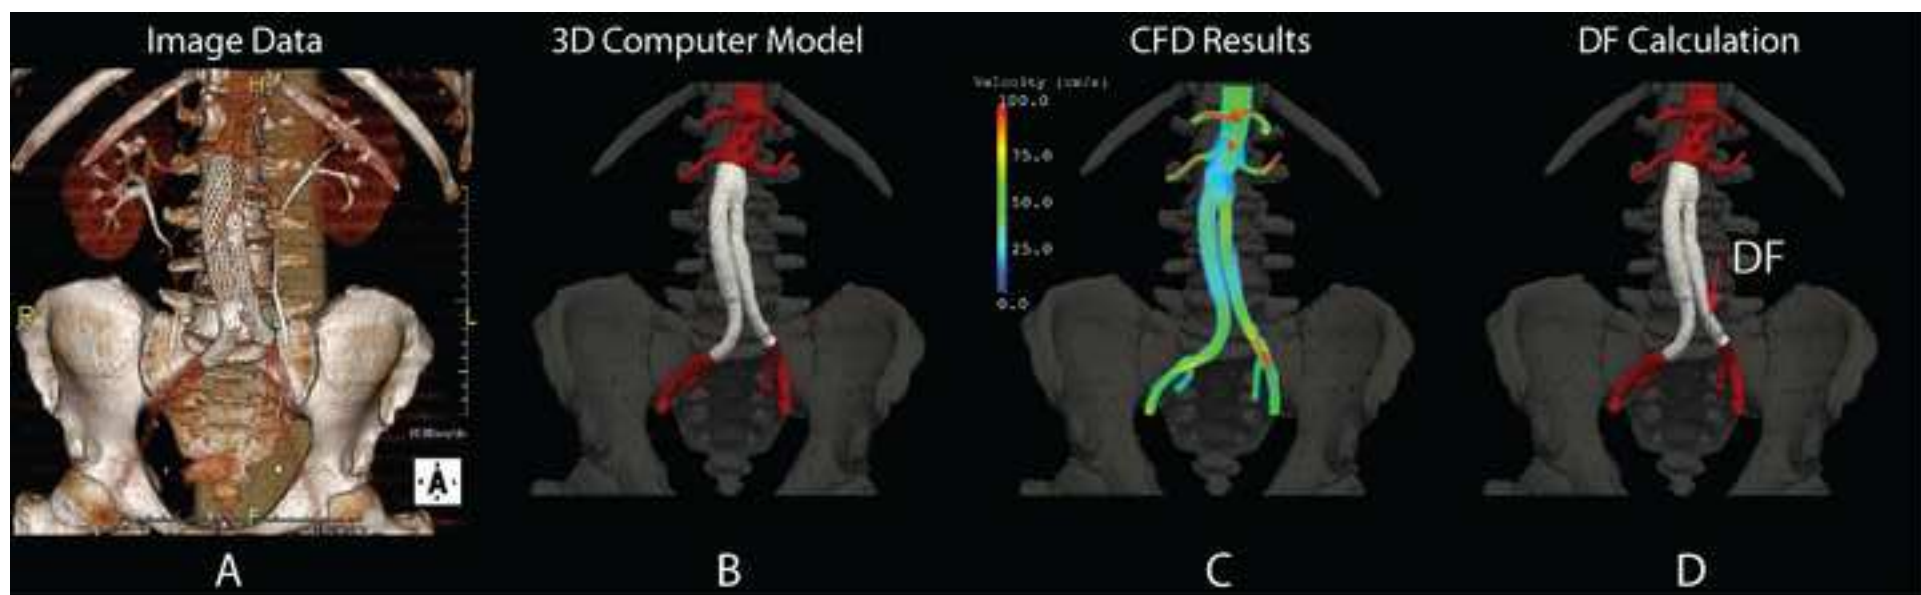 Image Data
3D Computer Model
CFD Results
DF Calculation
H
R
L
A
F
Velocity (cm/s)
100.0
75.0
50.0
25.0
0.0
DF
A
B
C
D